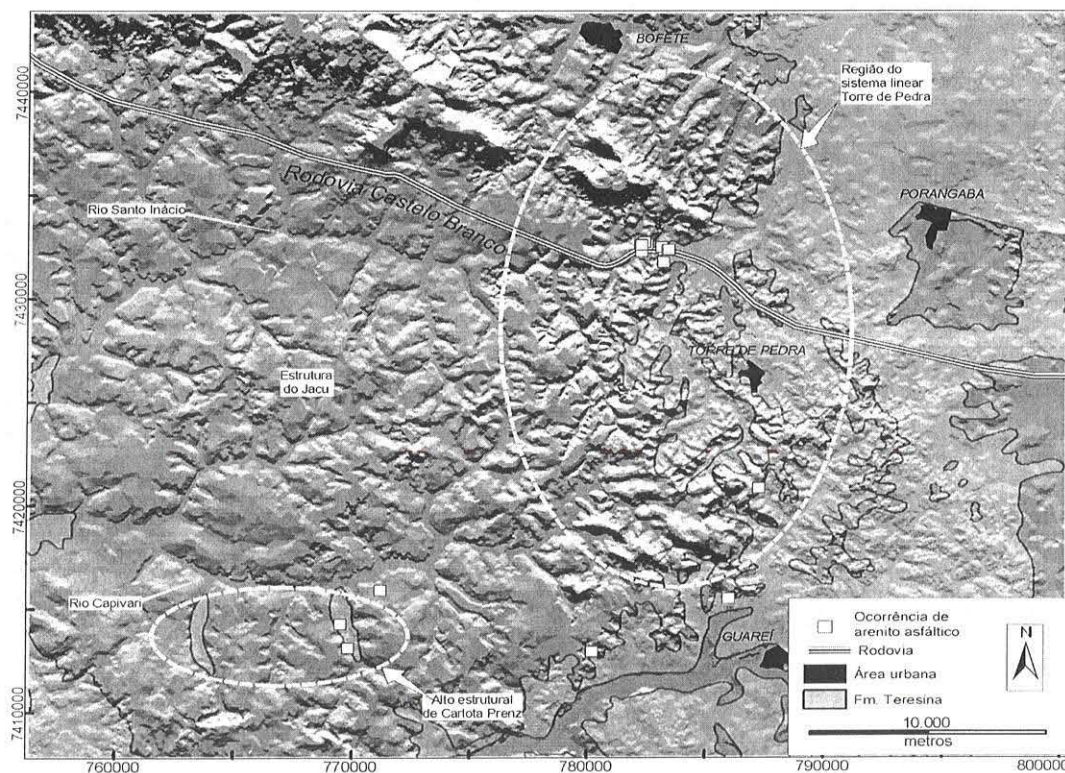 BOFETE
Região do
sistema linear
Torre de Pedra
7440000
Rodovia Castelo Branco
PORANGABA
Rio Santo Inácio
7430000
TORRE DE PEDRA
Estrutura
do Jacu
7420000
Rio Capivari
GUAREÍ
Alto estrutural
de Carlota Prenz
7410000
Ocorrência de
arenito asfáltico
Rodovia
Área urbana
Fm. Teresina
N
10.000
metros
760000
770000
780000
790000
800000